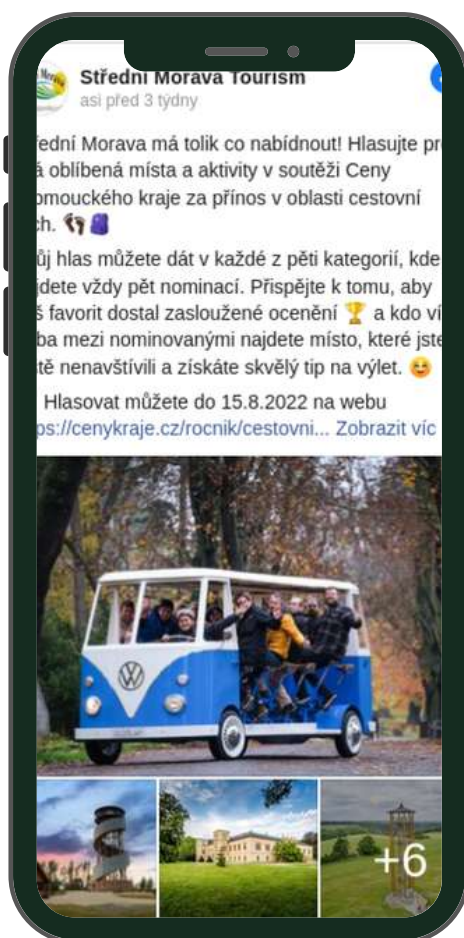 Střední Morava Tourism
asi před 3 týdny
řední Morava má tolik co nabídnout! Hlasujte pr
á oblíbená místa a aktivity v soutěži Ceny
omouckého kraje za přínos v oblasti cestovní
ch. 👣🎒
ůj hlas můžete dát v každé z pěti kategorií, kde
jdete vždy pět nominací. Přispějte k tomu, aby
š favorit dostal zasloužené ocenění 🏆 a kdo ví
ba mezi nominovanými najdete místo, které jste
tě nenavštívili a získáte skvělý tip na výlet. 😊
Hlasovat můžete do 15.8.2022 na webu
ps://cenykraje.cz/rocnik/cestovni... Zobrazit víc
+6